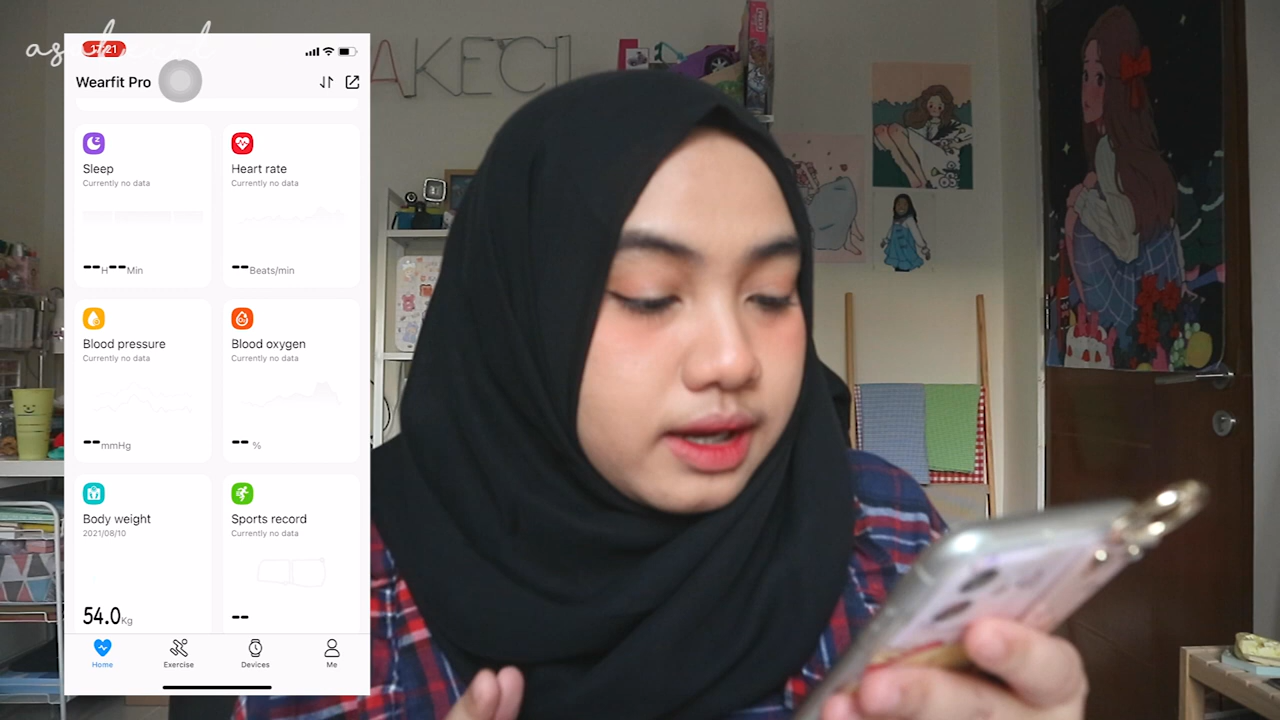 17:21
Wearfit Pro
Sleep
Currently no data
--H--Min
Heart rate
Currently no data
--Beats/min
Blood pressure
Currently no data
--mmHg
Blood oxygen
Currently no data
-- %
Body weight
2021/08/10
54.0Kg
Sports record
Currently no data
--
Home
Exercise
Devices
Me
AKECIL